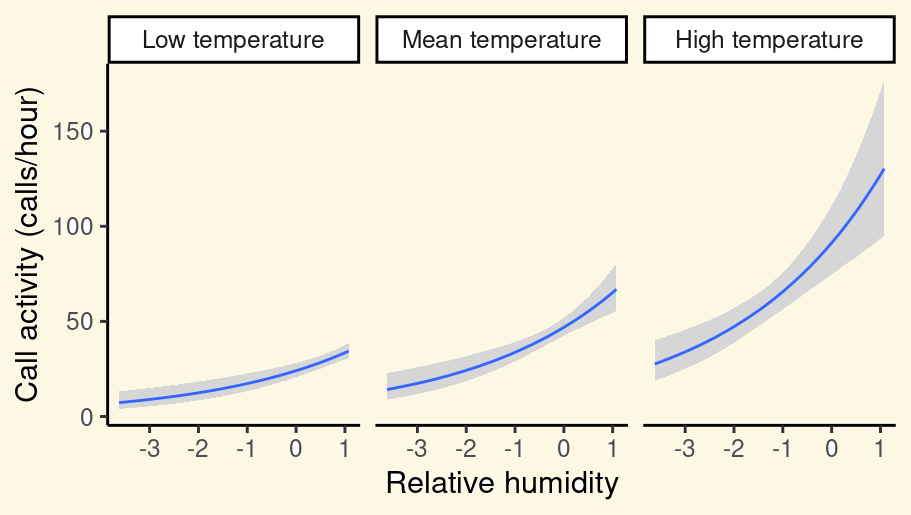 Low temperature
Mean temperature
High temperature
Call activity (calls/hour)
150
100
50
0
-3 -2 -1 0 1
-3 -2 -1 0 1
-3 -2 -1 0 1
Relative humidity